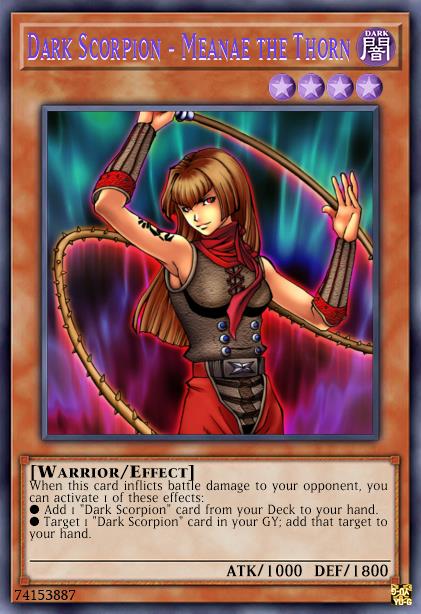 Dark Scorpion - Meanae the Thorn
DARK
闇
[Warrior/Effect]
When this card inflicts battle damage to your opponent, you
can activate 1 of these effects:
● Add 1 "Dark Scorpion" card from your Deck to your hand.
● Target 1 "Dark Scorpion" card in your GY; add that target to
your hand.
ATK/1000 DEF/1800
74153887